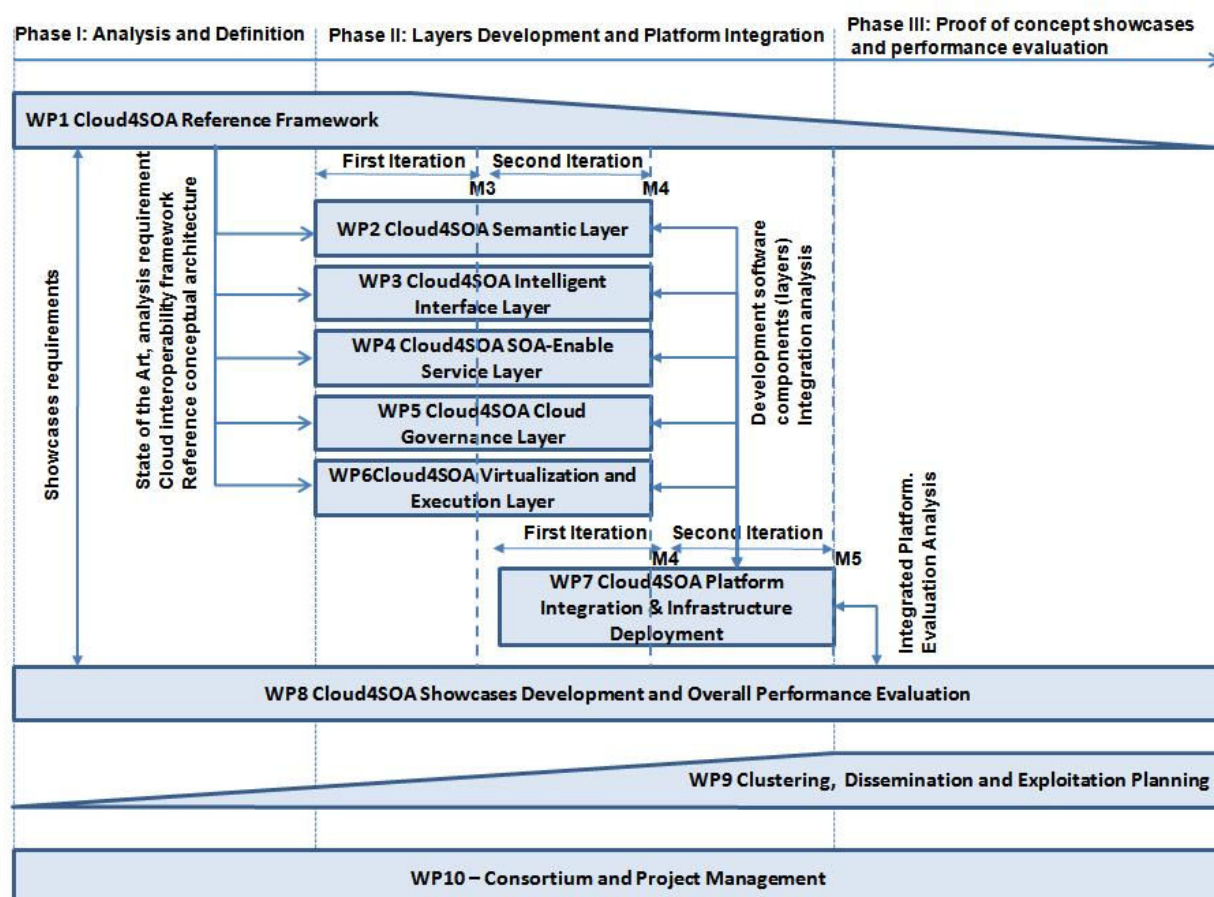 Phase I: Analysis and Definition
Phase II: Layers Development and Platform Integration
Phase III: Proof of concept showcases
and performance evaluation
WP1 Cloud4SOA Reference Framework
First Iteration
Second Iteration
M3
M4
Showcases requirements
State of the Art, analysis requirement
Cloud interoperability framework
Reference conceptual architecture
WP2 Cloud4SOA Semantic Layer
WP3 Cloud4SOA Intelligent
Interface Layer
WP4 Cloud4SOA SOA-Enable
Service Layer
WP5 Cloud4SOA Cloud
Governance Layer
WP6Cloud4SOA Virtualization and
Execution Layer
Development software
components (layers)
Integration analysis
First Iteration
Second Iteration
M4
M5
WP7 Cloud4SOA Platform
Integration & Infrastructure
Deployment
Integrated Platform.
Evaluation Analysis
WP8 Cloud4SOA Showcases Development and Overall Performance Evaluation
WP9 Clustering, Dissemination and Exploitation Planning
WP10 – Consortium and Project Management